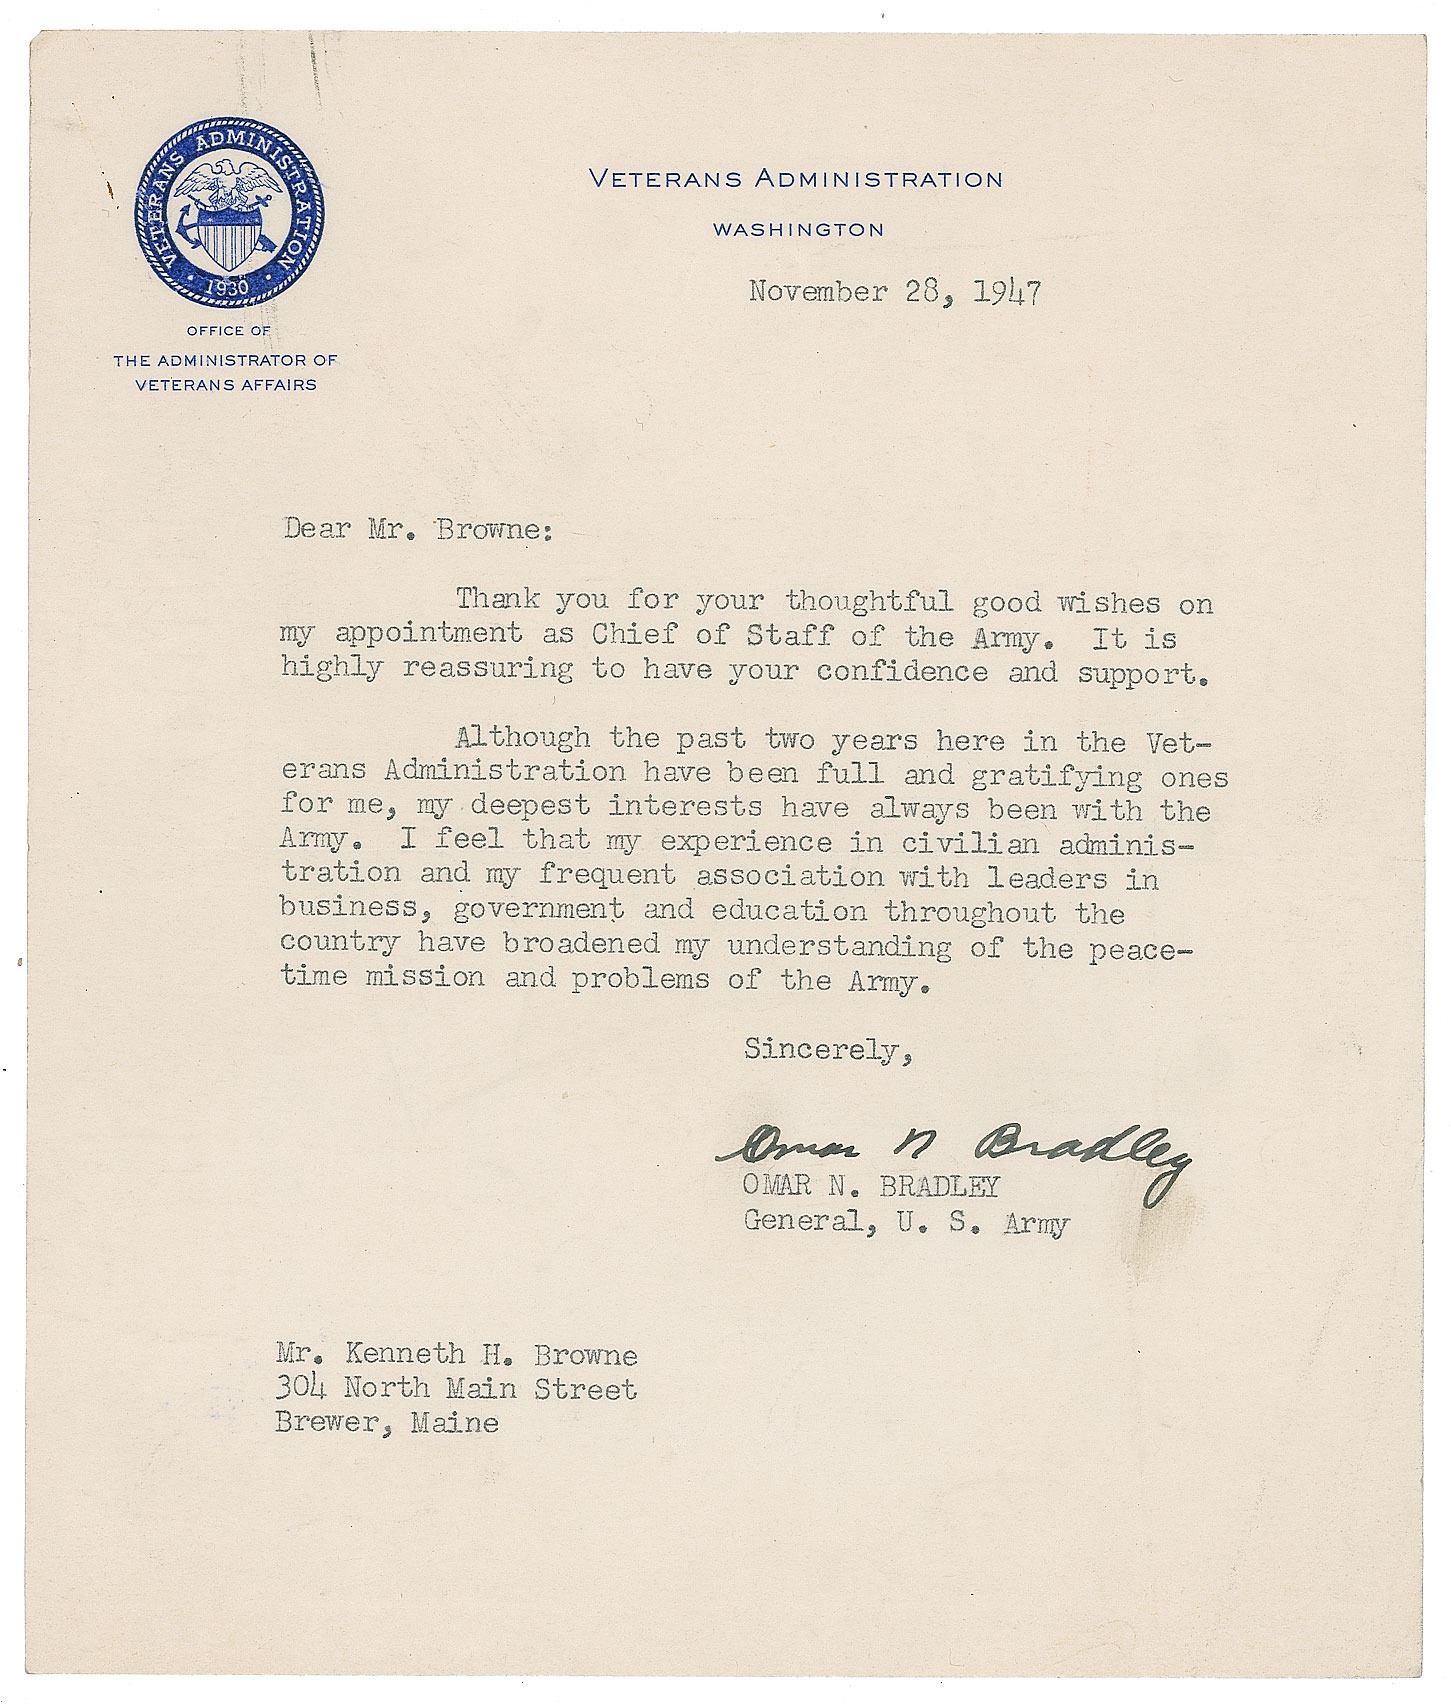 VETERANS ADMINISTRATION
· 1930 ·
OFFICE OF
THE ADMINISTRATOR OF
VETERANS AFFAIRS
VETERANS ADMINISTRATION
WASHINGTON
November 28, 1947
Dear Mr. Browne:
Thank you for your thoughtful good wishes on
my appointment as Chief of Staff of the Army. It is
highly reassuring to have your confidence and support.
Although the past two years here in the Vet-
erans Administration have been full and gratifying ones
for me, my deepest interests have always been with the
Army. I feel that my experience in civilian adminis-
tration and my frequent association with leaders in
business, government and education throughout the
country have broadened my understanding of the peace-
time mission and problems of the Army.
Sincerely,
Omar N Bradley
OMAR N. BRADLEY
General, U. S. Army
Mr. Kenneth H. Browne
304 North Main Street
Brewer, Maine